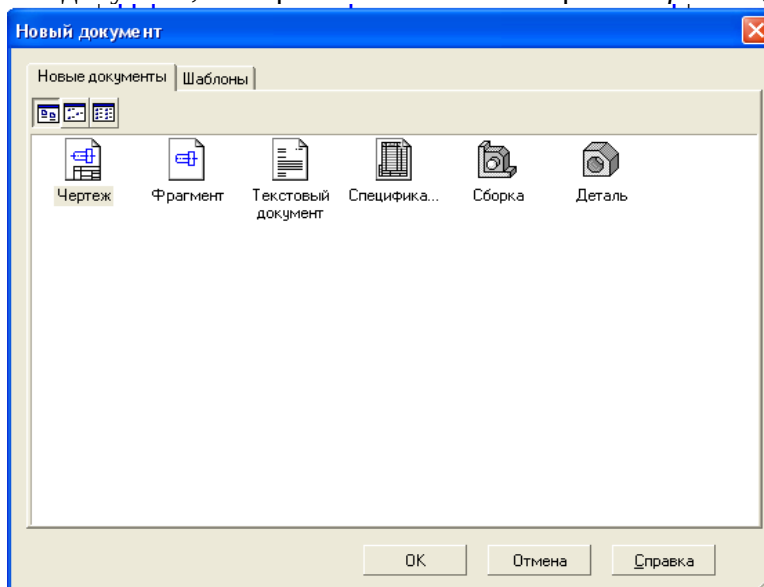 Новый документ
Новые документы Шаблоны
Чертеж Фрагмент Текстовый документ Специфика... Сборка Деталь
OK Отмена Справка